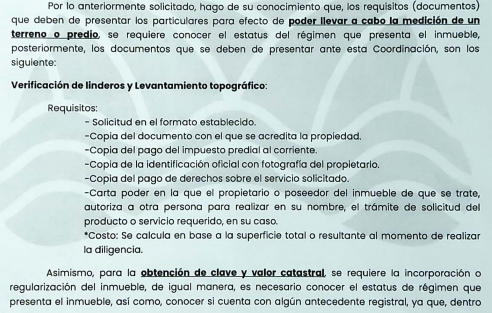 Por lo anteriormente solicitado, hago de su conocimiento que, los requisitos (documentos)
que deben de presentar los particulares para efecto de poder llevar a cabo la medición de un
terreno o predio, se requiere conocer el estatus del régimen que presenta el inmueble,
posteriormente, los documentos que se deben de presentar ante esta Coordinación, son los
siguiente:
Verificación de linderos y Levantamiento topográfico:
Requisitos:
- Solicitud en el formato establecido.
-Copia del documento con el que se acredita la propiedad.
-Copia del pago del impuesto predial al corriente.
-Copia de la identificación oficial con fotografía del propietario.
-Copia del pago de derechos sobre el servicio solicitado.
-Carta poder en la que el propietario o poseedor del inmueble de que se trate,
autoriza a otra persona para realizar en su nombre, el trámite de solicitud del
producto o servicio requerido, en su caso.
*Costo: Se calcula en base a la superficie total o resultante al momento de realizar
la diligencia.
Asimismo, para la obtención de clave y valor catastral, se requiere la incorporación o
regularización del inmueble, de igual manera, es necesario conocer el estatus de régimen que
presenta el inmueble, así como, conocer si cuenta con algún antecedente registral, ya que, dentro